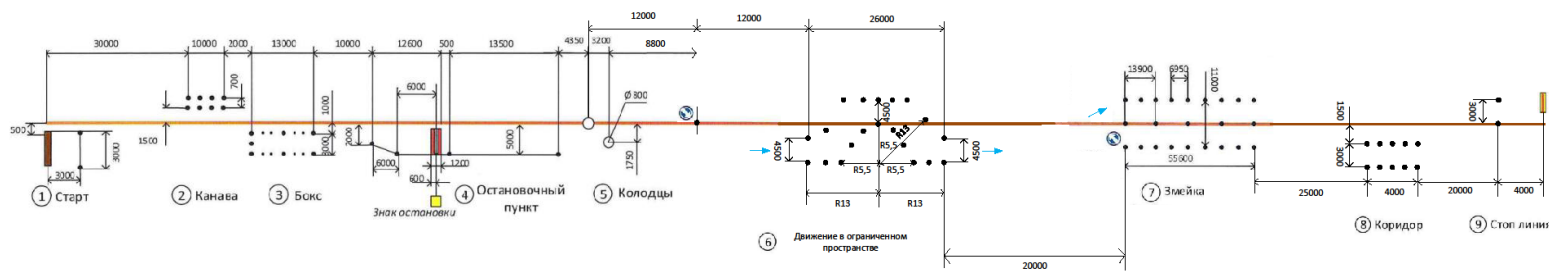 12000
12000
26000
30000
10000
2000
13000
10000
12600
500
13500
4350
3200
8800
700
6000
Ø 800
13900
6950
11000
4500
R13
500
1500
1000
3000
2000
5000
1750
3000
3000
6000
1200
600
4500
R5,5
R5,5
R5,5
4500
R13
R13
55600
1500
3000
3000
25000
4000
20000
4000
1 Старт
2 Канава
3 Бокс
Знак остановки
4 Остановочный
пункт
5 Колодцы
6 Движение в ограниченном
пространстве
7 Змейка
8 Коридор
9 Стоп линия
20000